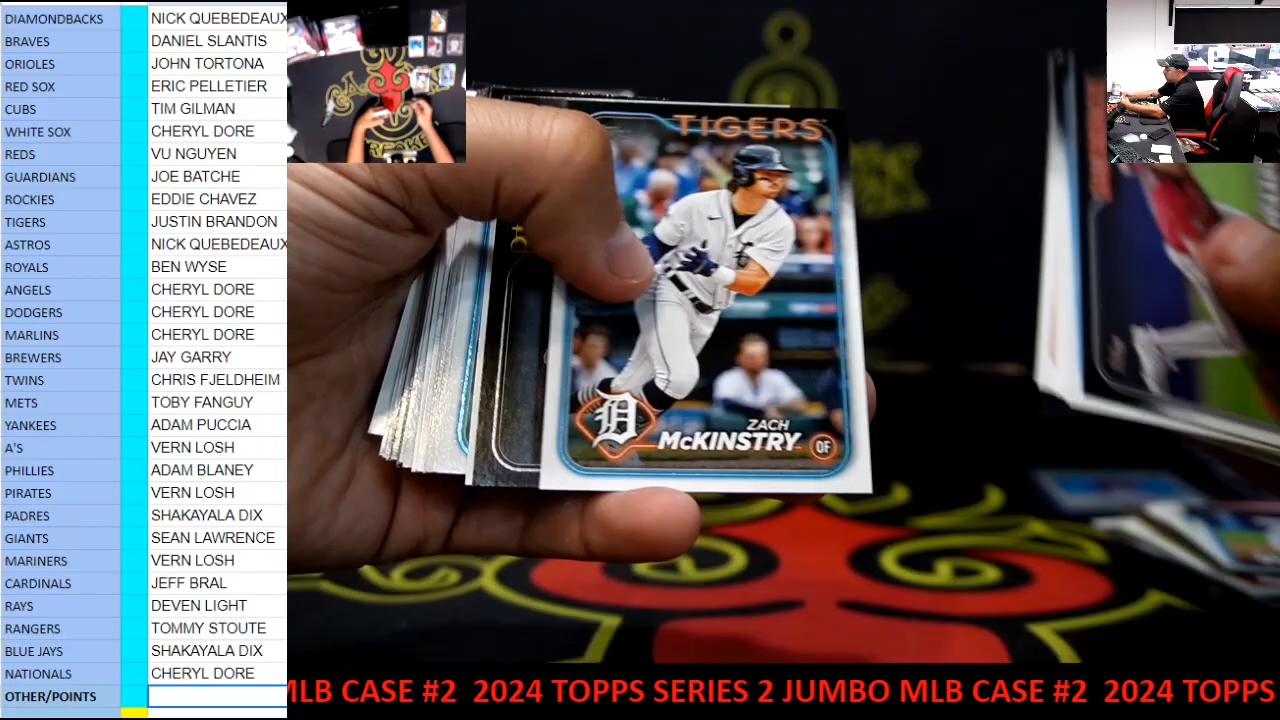 DIAMONDBACKS NICK QUEBEDEAUX
BRAVES DANIEL SLANTIS
ORIOLES JOHN TORTONA
RED SOX ERIC PELLETIER
CUBS TIM GILMAN
WHITE SOX CHERYL DORE
REDS VU NGUYEN
GUARDIANS JOE BATCHE
ROCKIES EDDIE CHAVEZ
TIGERS JUSTIN BRANDON
ASTROS NICK QUEBEDEAUX
ROYALS BEN WYSE
ANGELS CHERYL DORE
DODGERS CHERYL DORE
MARLINS CHERYL DORE
BREWERS JAY GARRY
TWINS CHRIS FJELDHEIM
METS TOBY FANGUY
YANKEES ADAM PUCCIA
A'S VERN LOSH
PHILLIES ADAM BLANEY
PIRATES VERN LOSH
PADRES SHAKAYALA DIX
GIANTS SEAN LAWRENCE
MARINERS VERN LOSH
CARDINALS JEFF BRAL
RAYS DEVEN LIGHT
RANGERS TOMMY STOUTE
BLUE JAYS SHAKAYALA DIX
NATIONALS CHERYL DORE
OTHER/POINTS
TIGERS
D
ZACH
McKINSTRY OF
MLB CASE #2 2024 TOPPS SERIES 2 JUMBO MLB CASE #2 2024 TOPPS